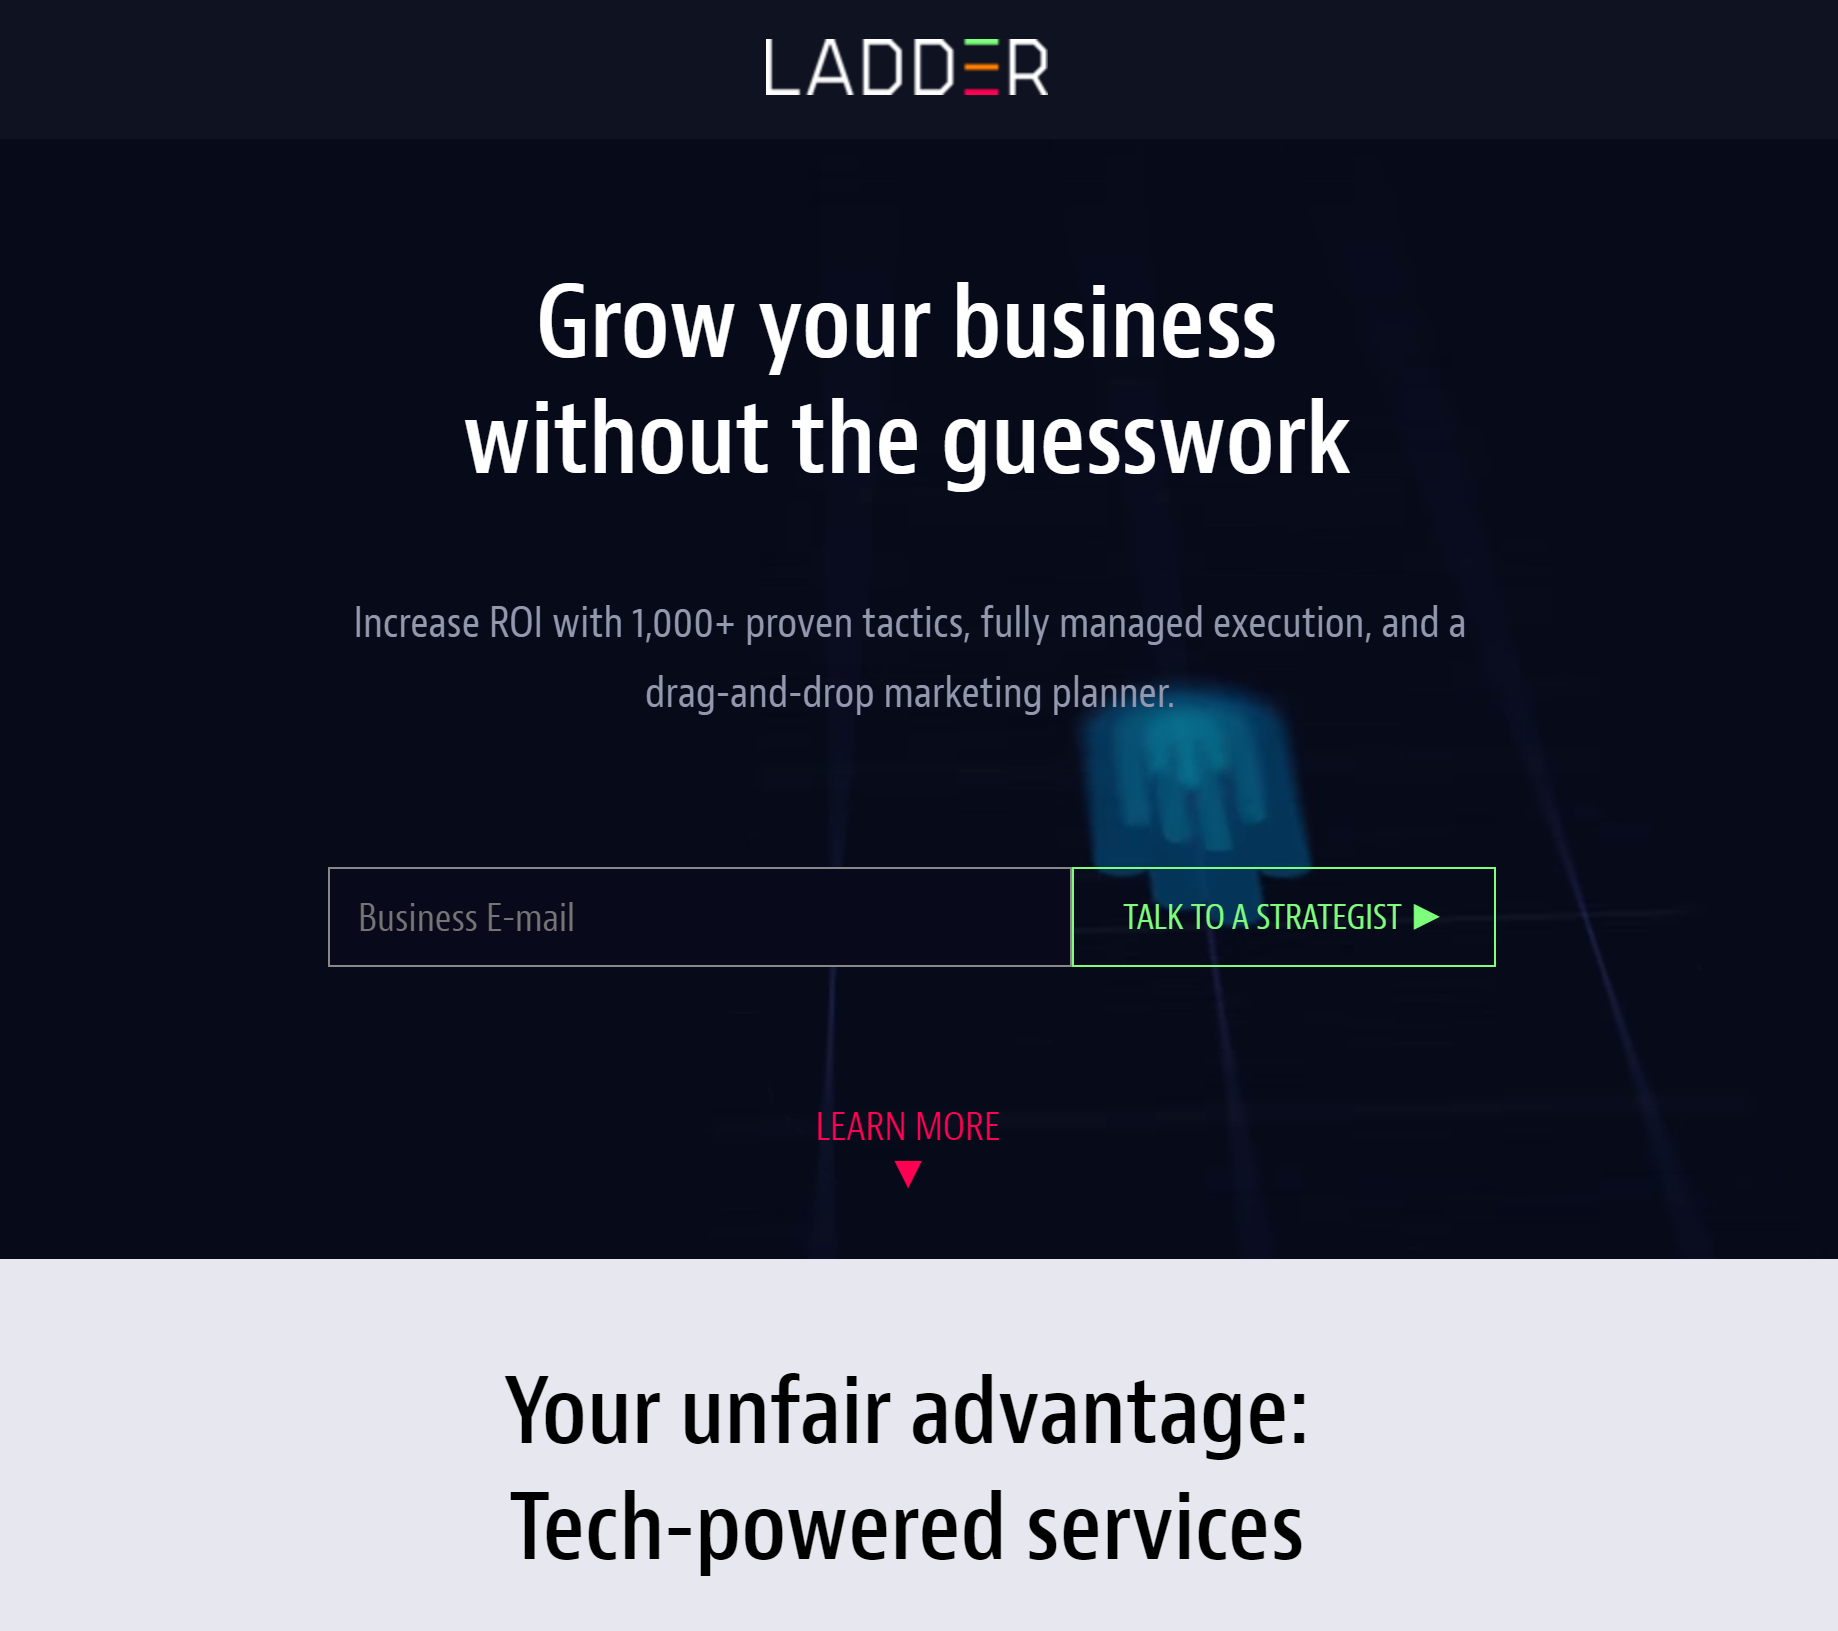 LADDER
Grow your business
without the guesswork
Increase ROI with 1,000+ proven tactics, fully managed execution, and a
drag-and-drop marketing planner.
Business E-mail
TALK TO A STRATEGIST ▶
LEARN MORE
▼
Your unfair advantage:
Tech-powered services